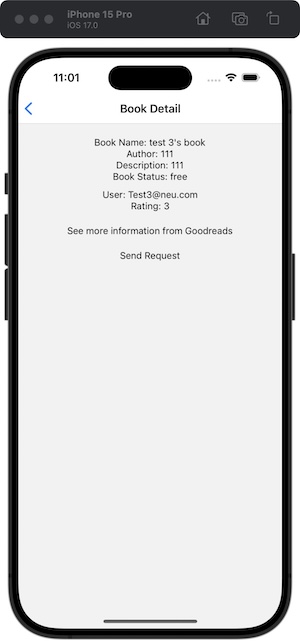 iPhone 15 Pro
iOS 17.0
11:01
Book Detail
Book Name: test 3's book
Author: 111
Description: 111
Book Status: free
User: Test3@neu.com
Rating: 3
See more information from Goodreads
Send Request